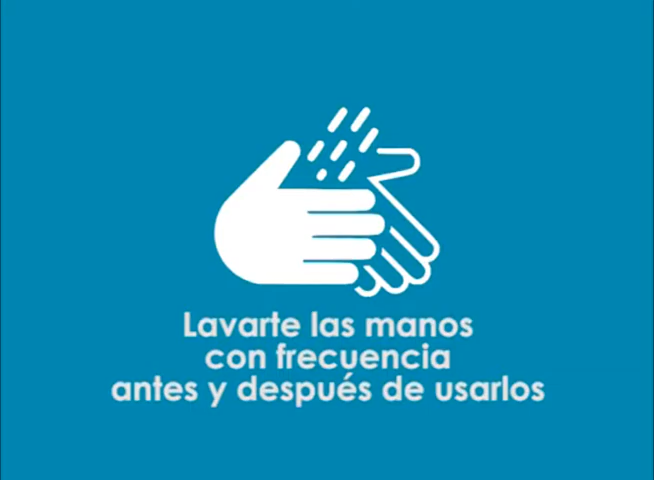 Lavarte las manos
con frecuencia
antes y después de usarlos